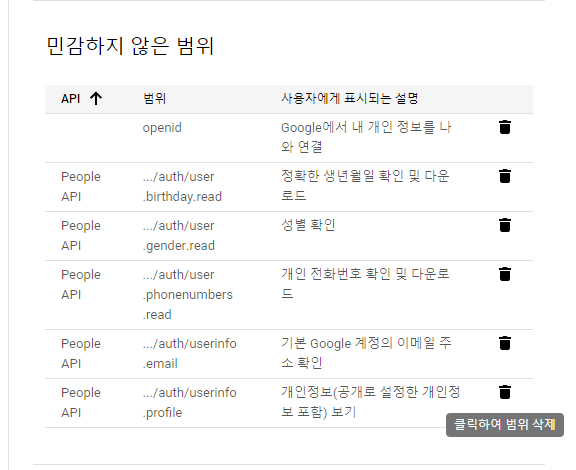 민감하지 않은 범위
API 범위 사용자에게 표시되는 설명
openid Google에서 내 개인 정보를 나
와 연결
People .../auth/user 정확한 생년월일 확인 및 다운
API .birthday.read 로드
People .../auth/user 성별 확인
API .gender.read
People .../auth/user 개인 전화번호 확인 및 다운로
API .phonenumbers 드
.read
People .../auth/userinfo 기본 Google 계정의 이메일 주
API .email 소 확인
People .../auth/userinfo 개인정보(공개로 설정한 개인정
API .profile 보 포함) 보기
클릭하여 범위 삭제